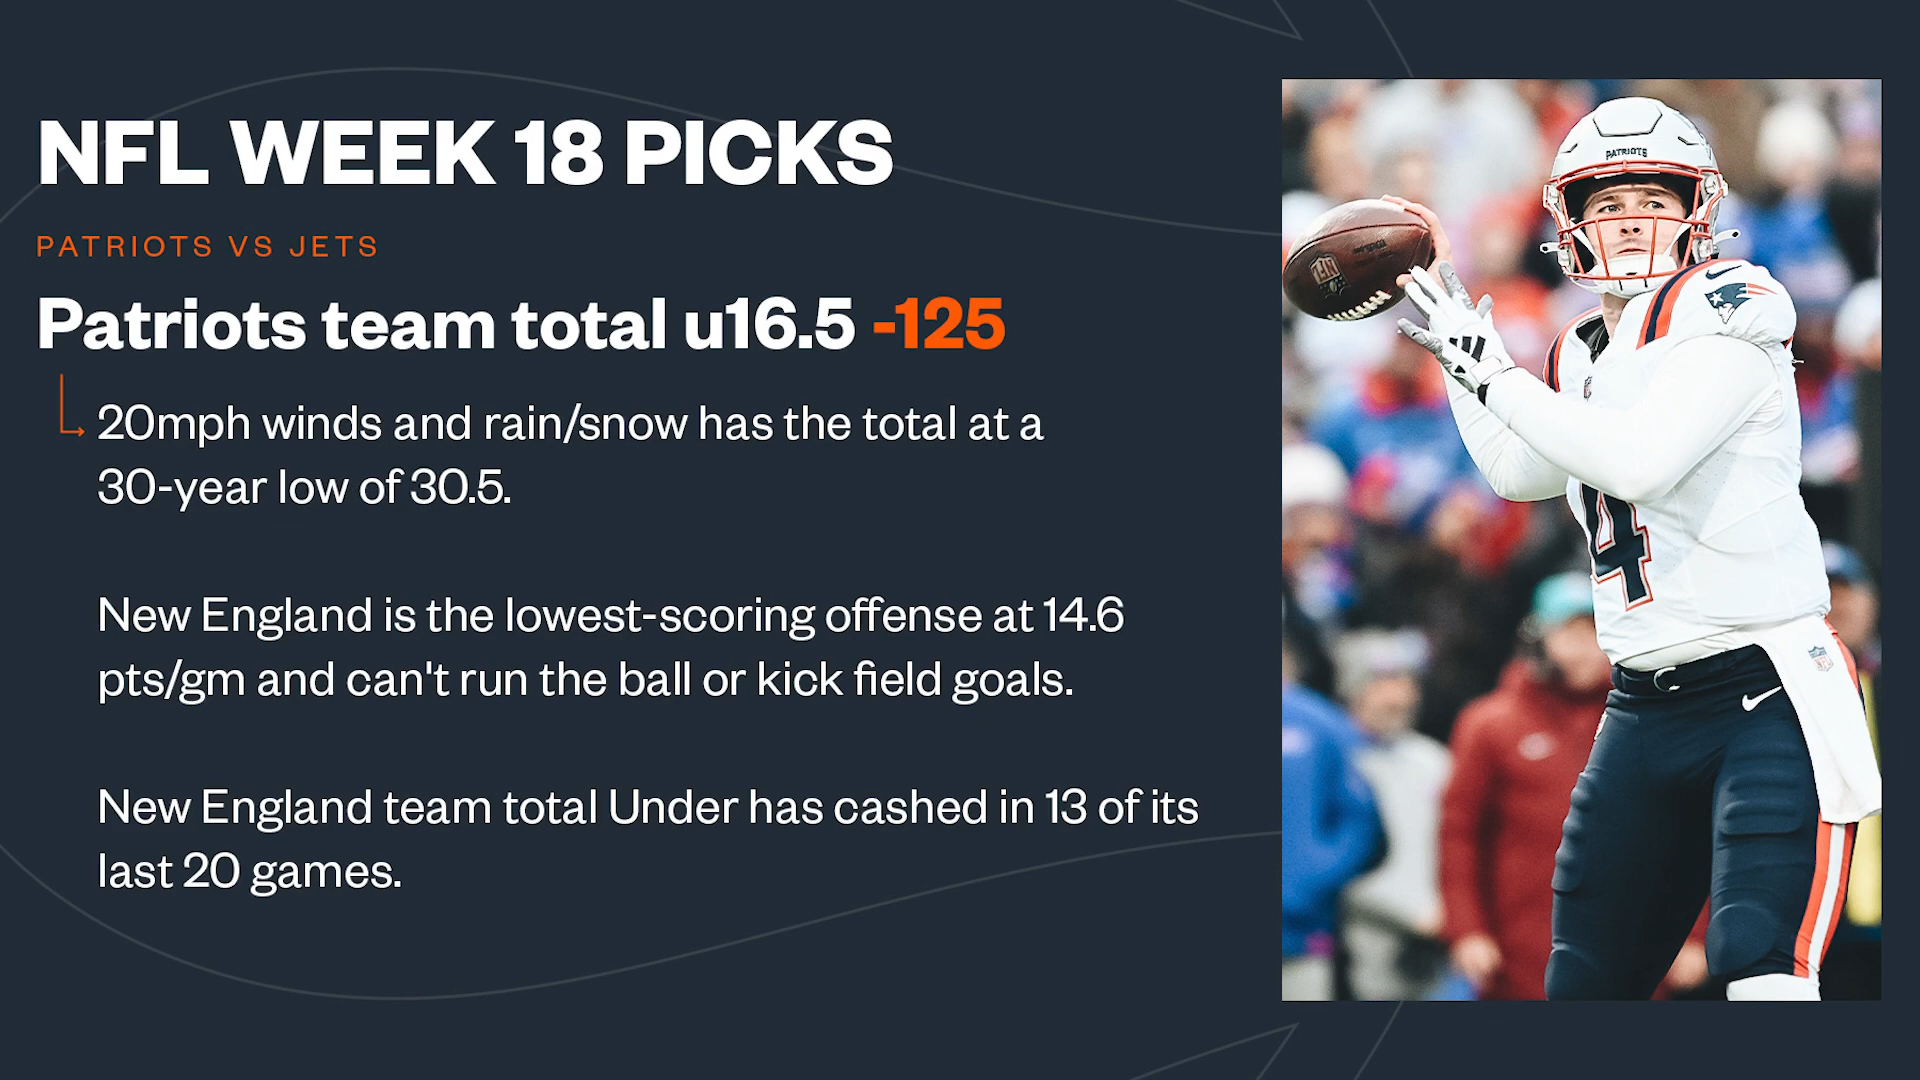 NFL WEEK 18 PICKS
PATRIOTS VS JETS
Patriots team total u16.5 -125
20mph winds and rain/snow has the total at a
30-year low of 30.5.
New England is the lowest-scoring offense at 14.6
pts/gm and can't run the ball or kick field goals.
New England team total Under has cashed in 13 of its
last 20 games.
PATRIOTS
4